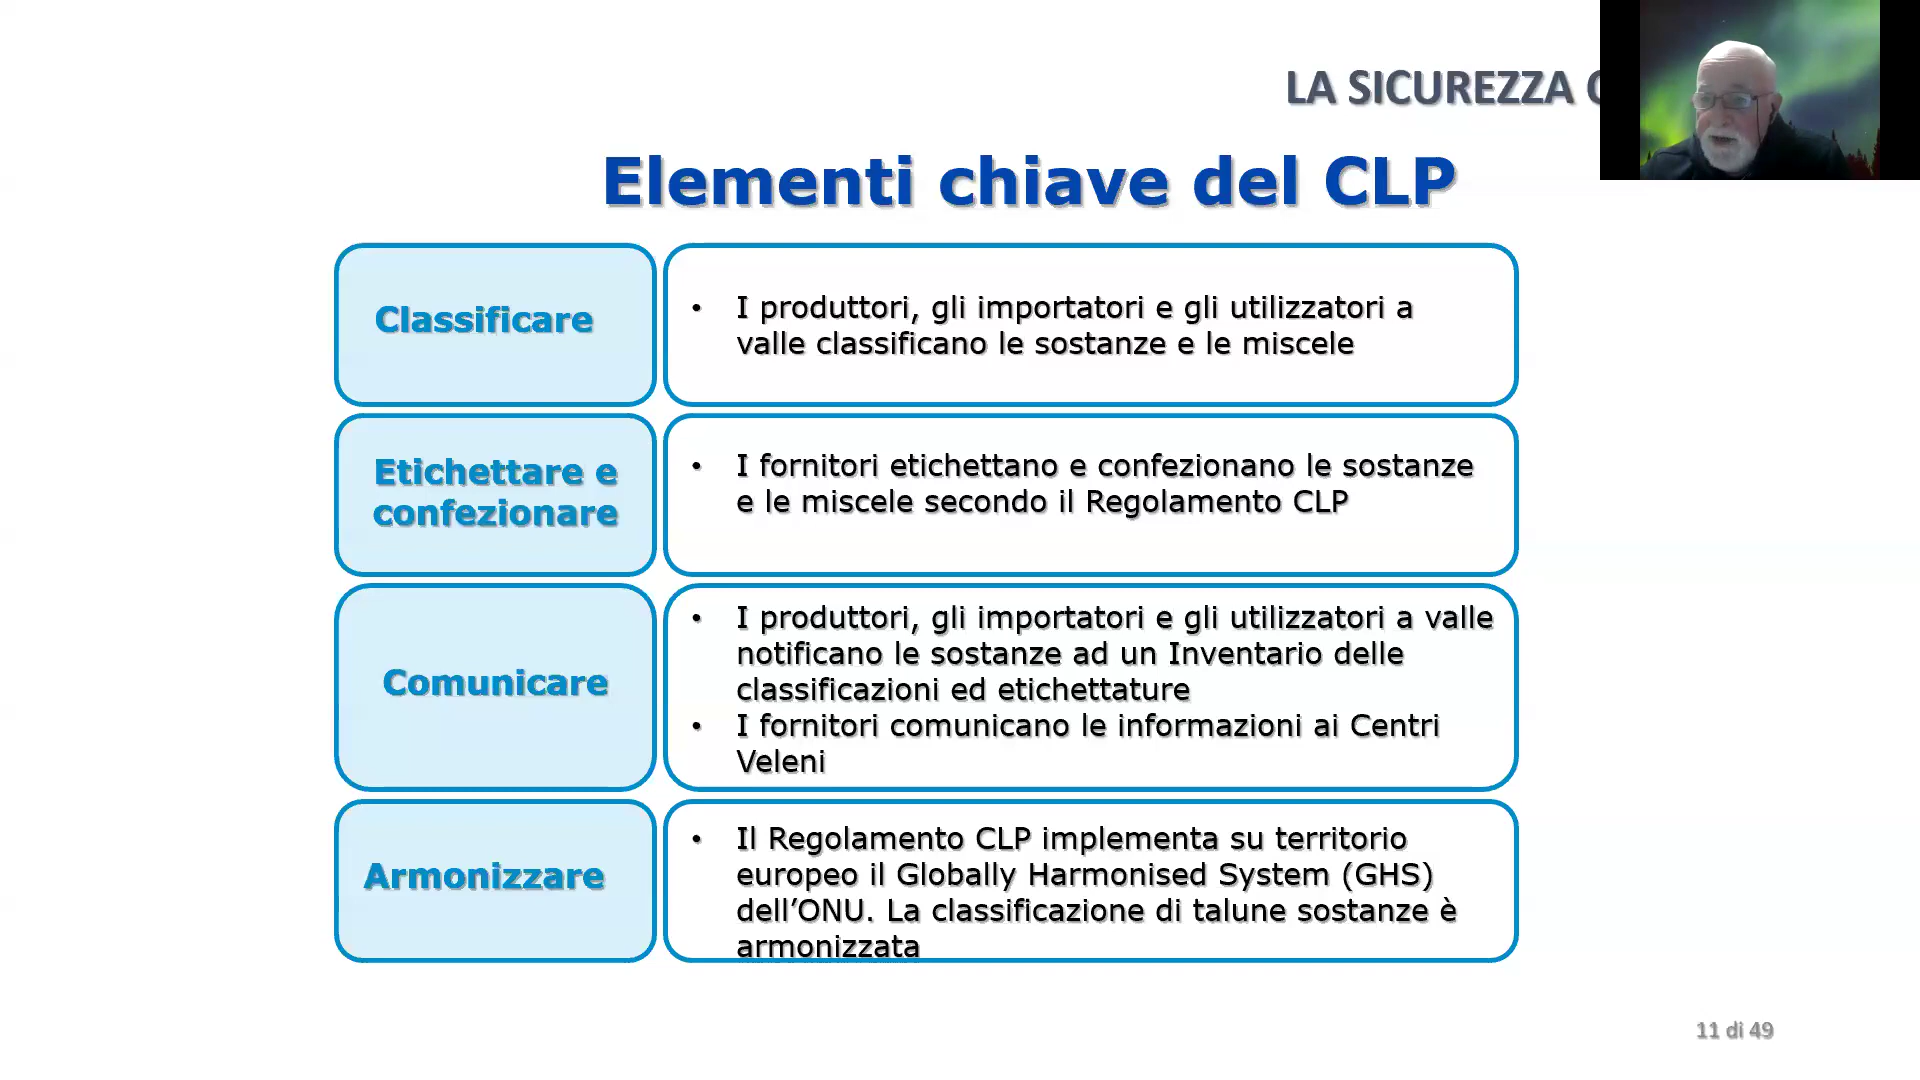 LA SICUREZZA
Elementi chiave del CLP
Classificare
• I produttori, gli importatori e gli utilizzatori a
valle classificano le sostanze e le miscele
Etichettare e
confezionare
• I fornitori etichettano e confezionano le sostanze
e le miscele secondo il Regolamento CLP
Comunicare
• I produttori, gli importatori e gli utilizzatori a valle
notificano le sostanze ad un Inventario delle
classificazioni ed etichettature
• I fornitori comunicano le informazioni ai Centri
Veleni
Armonizzare
• Il Regolamento CLP implementa su territorio
europeo il Globally Harmonised System (GHS)
dell’ONU. La classificazione di talune sostanze è
armonizzata
11 di 49